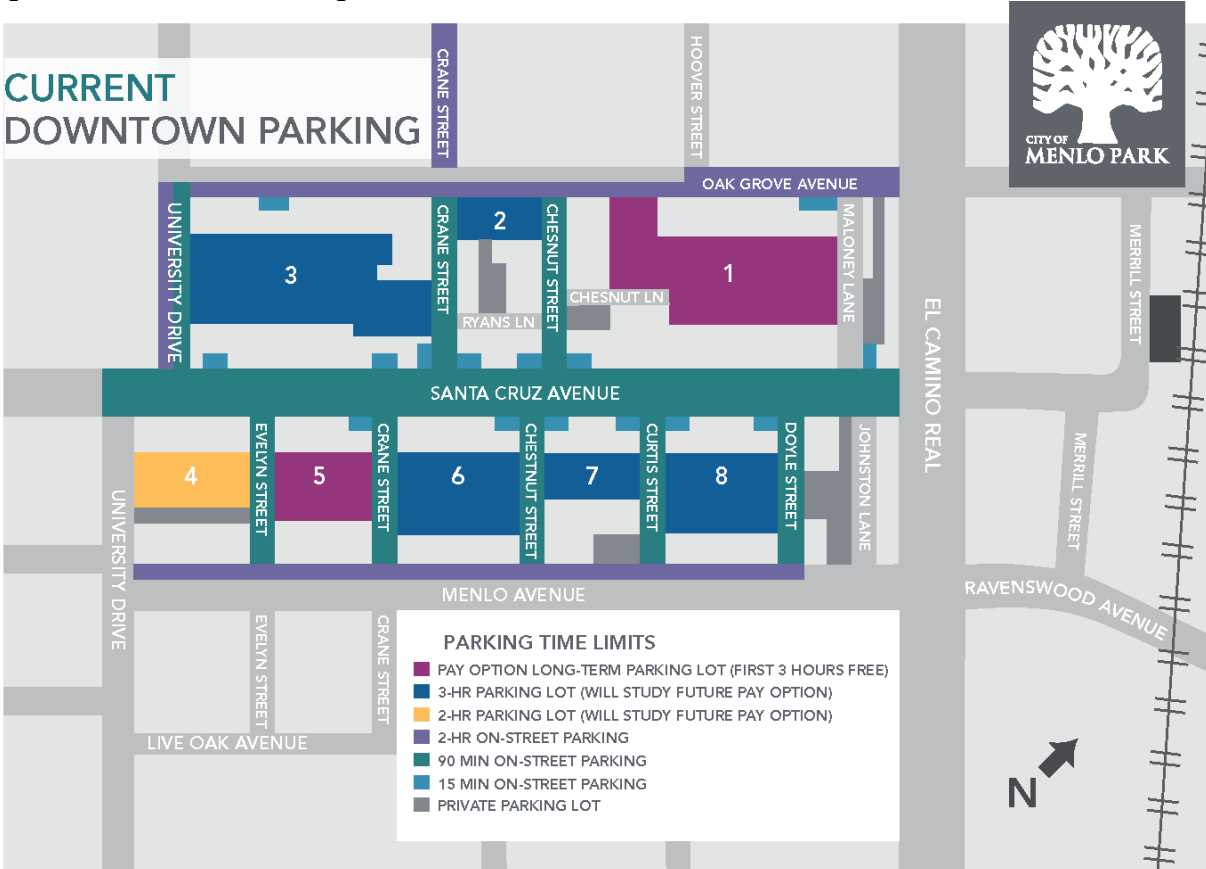 CURRENT
DOWNTOWN PARKING
CRANE STREET
HOOVER STREET
CITY OF
MENLO PARK
OAK GROVE AVENUE
UNIVERSITY DRIVE
3
CRANE STREET
2
CHESNUT STREET
RYANS LN
CHESNUT LN
1
MALONEY LANE
EL CAMINO REAL
MERRILL STREET
SANTA CRUZ AVENUE
UNIVERSITY DRIVE
4
EVELYN STREET
5
CRANE STREET
6
CHESTNUT STREET
7
CURTIS STREET
8
DOYLE STREET
JOHNSTON LANE
MERRILL STREET
RAVENSWOOD AVENUE
MENLO AVENUE
EVELYN STREET
CRANE STREET
LIVE OAK AVENUE
PARKING TIME LIMITS
PAY OPTION LONG-TERM PARKING LOT (FIRST 3 HOURS FREE)
3-HR PARKING LOT (WILL STUDY FUTURE PAY OPTION)
2-HR PARKING LOT (WILL STUDY FUTURE PAY OPTION)
2-HR ON-STREET PARKING
90 MIN ON-STREET PARKING
15 MIN ON-STREET PARKING
PRIVATE PARKING LOT
N